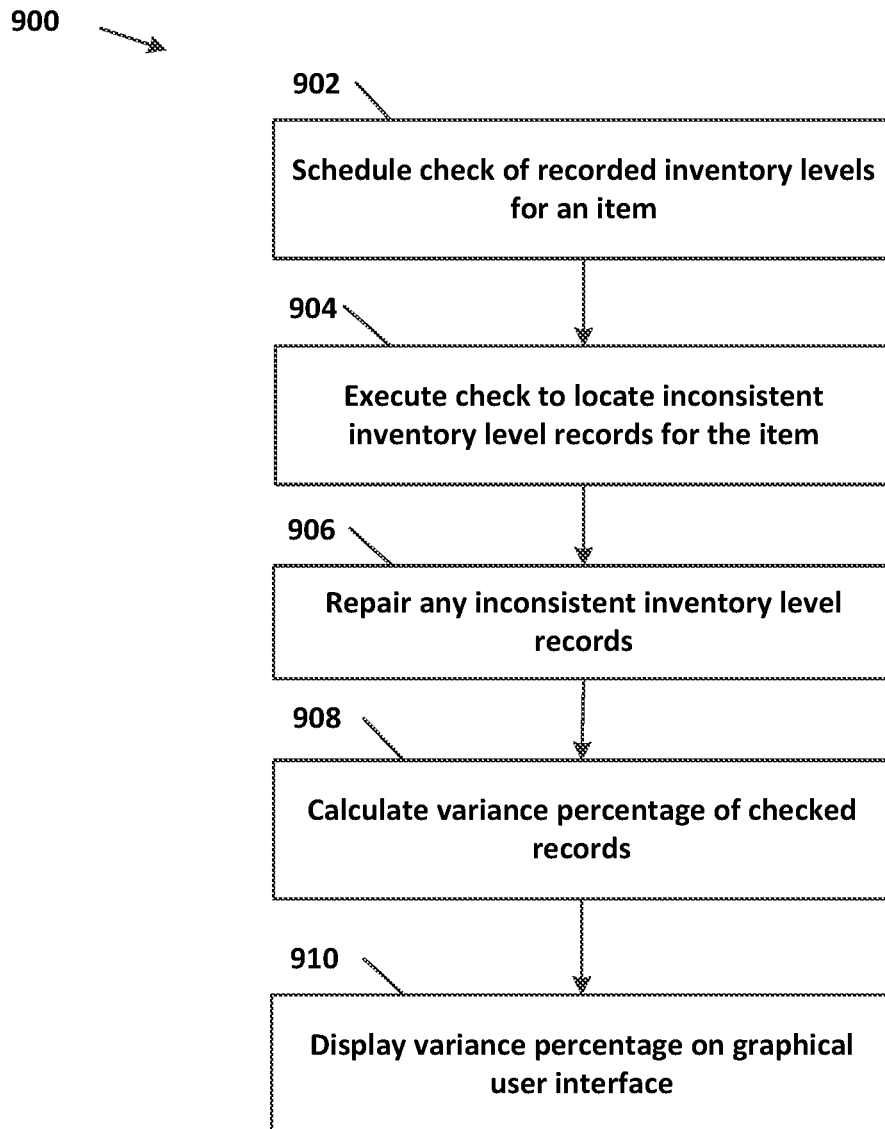 900
902
Schedule check of recorded inventory levels
for an item
904
Execute check to locate inconsistent
inventory level records for the item
906
Repair any inconsistent inventory level
records
908
Calculate variance percentage of checked
records
910
Display variance percentage on graphical
user interface